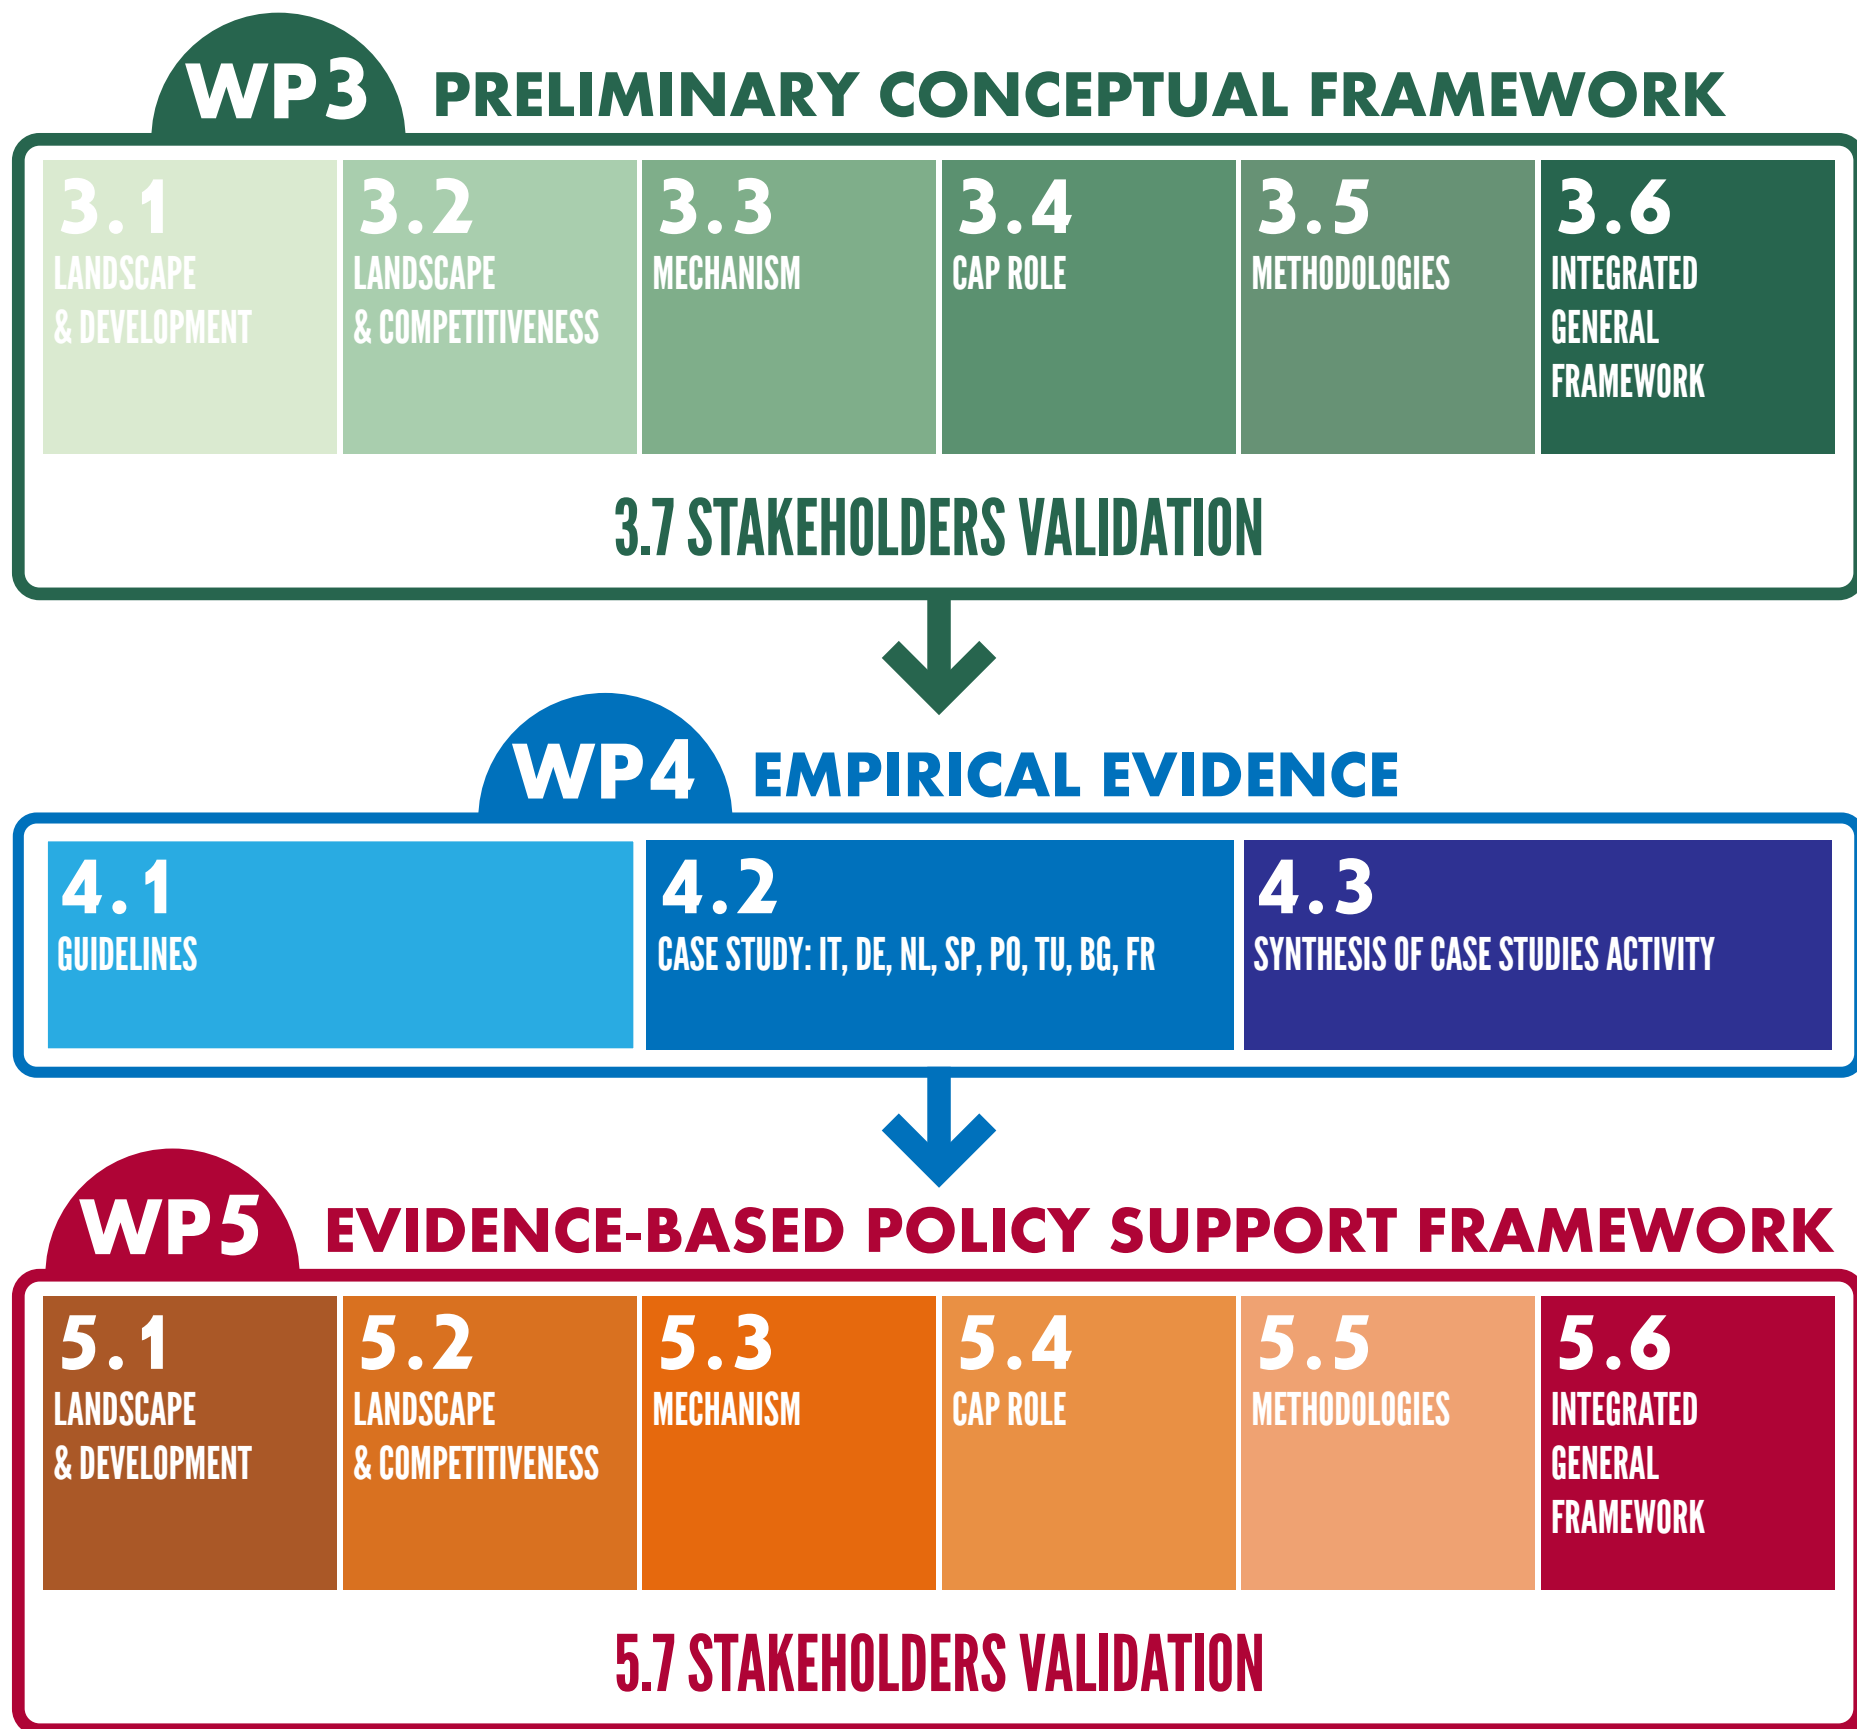 WP3 PRELIMINARY CONCEPTUAL FRAMEWORK
3.1
LANDSCAPE
& DEVELOPMENT
3.2
LANDSCAPE
& COMPETITIVENESS
3.3
MECHANISM
3.4
CAP ROLE
3.5
METHODOLOGIES
3.6
INTEGRATED
GENERAL
FRAMEWORK
3.7 STAKEHOLDERS VALIDATION
WP4 EMPIRICAL EVIDENCE
4.1
GUIDELINES
4.2
CASE STUDY: IT, DE, NL, SP, PO, TU, BG, FR
4.3
SYNTHESIS OF CASE STUDIES ACTIVITY
WP5 EVIDENCE-BASED POLICY SUPPORT FRAMEWORK
5.1
LANDSCAPE
& DEVELOPMENT
5.2
LANDSCAPE
& COMPETITIVENESS
5.3
MECHANISM
5.4
CAP ROLE
5.5
METHODOLOGIES
5.6
INTEGRATED
GENERAL
FRAMEWORK
5.7 STAKEHOLDERS VALIDATION